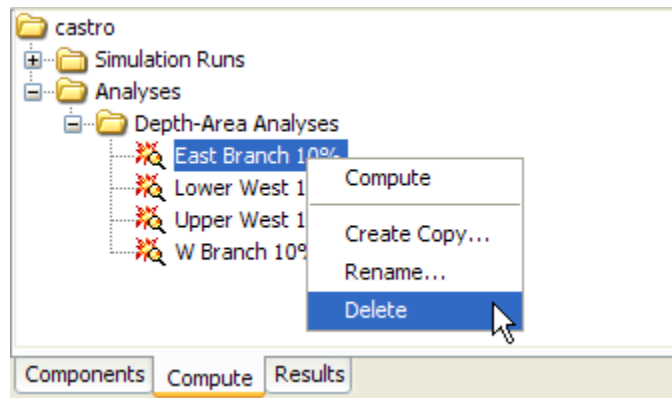 castro
Simulation Runs
Analyses
Depth-Area Analyses
East Branch 10%
Lower West 1
Upper West 1
W Branch 10%
Compute
Create Copy...
Rename...
Delete
Components Compute Results